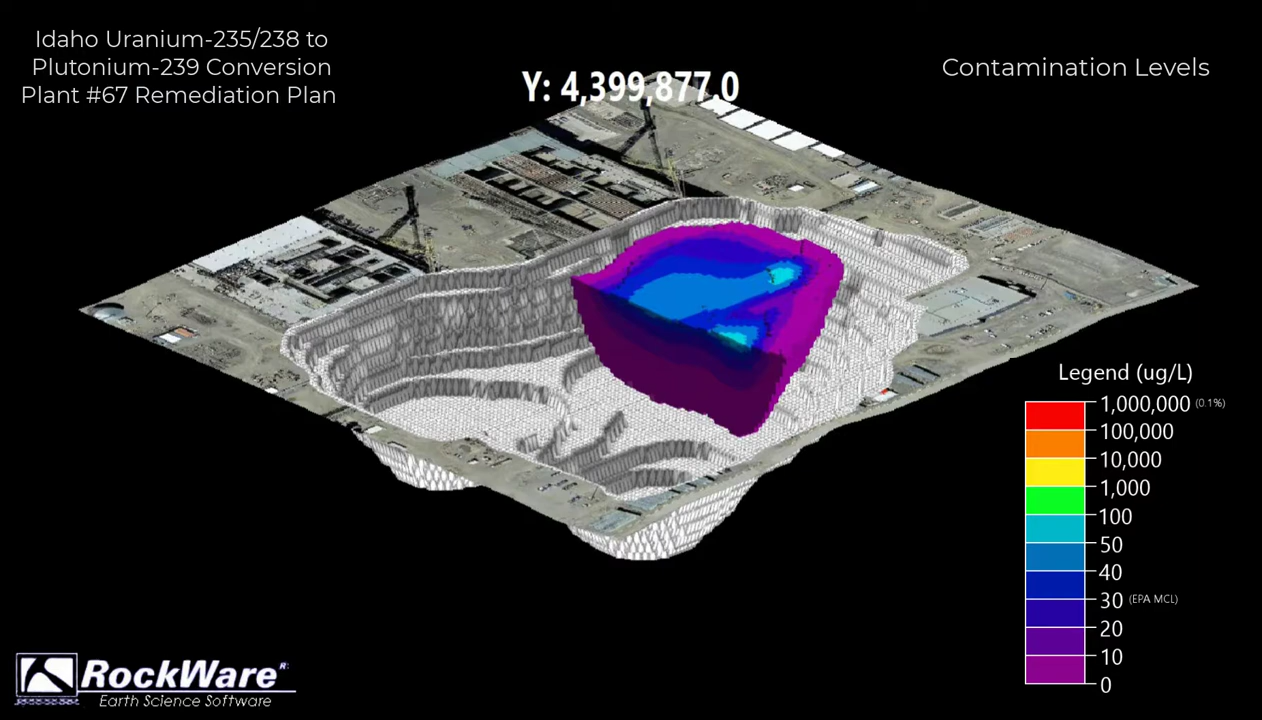 Idaho Uranium-235/238 to
Plutonium-239 Conversion
Plant #67 Remediation Plan
Y: 4,399,877.0
Contamination Levels
Legend (ug/L)
1,000,000 (0.1%)
100,000
10,000
1,000
100
50
40
30 (EPA MCL)
20
10
0
RockWare®
Earth Science Software